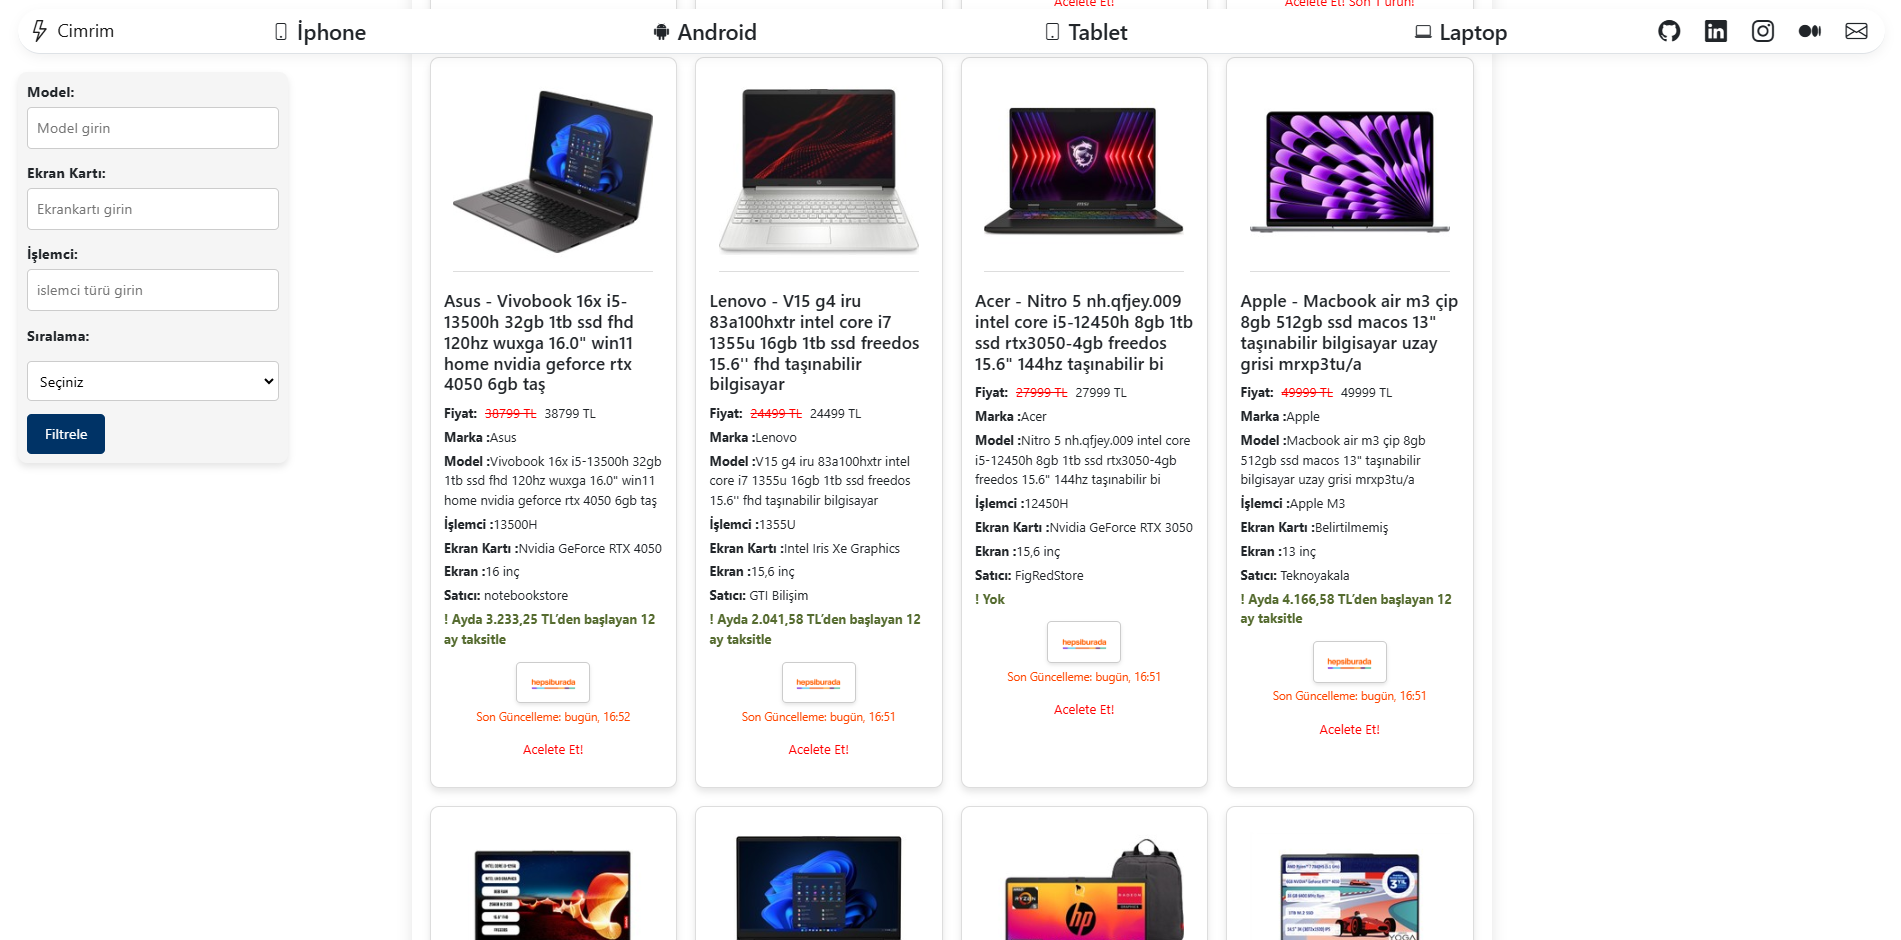 Acelete Et!
Acelete Et! Son 1 ürün!
Cimrim
İphone
Android
Tablet
Laptop
Model:
Model girin
Ekran Kartı:
Ekrankartı girin
İşlemci:
islemci türü girin
Sıralama:
Seçiniz
Filtrele
Asus - Vivobook 16x i5-
13500h 32gb 1tb ssd fhd
120hz wuxga 16.0" win11
home nvidia geforce rtx
4050 6gb taş
Fiyat: 38799 TL 38799 TL
Marka :Asus
Model :Vivobook 16x i5-13500h 32gb
1tb ssd fhd 120hz wuxga 16.0" win11
home nvidia geforce rtx 4050 6gb taş
İşlemci :13500H
Ekran Kartı :Nvidia GeForce RTX 4050
Ekran :16 inç
Satıcı: notebookstore
! Ayda 3.233,25 TL’den başlayan 12
ay taksitle
hepsiburada
Son Güncelleme: bugün, 16:52
Acelete Et!
Lenovo - V15 g4 iru
83a100hxtr intel core i7
1355u 16gb 1tb ssd freedos
15.6'' fhd taşınabilir
bilgisayar
Fiyat: 24499 TL 24499 TL
Marka :Lenovo
Model :V15 g4 iru 83a100hxtr intel
core i7 1355u 16gb 1tb ssd freedos
15.6'' fhd taşınabilir bilgisayar
İşlemci :1355U
Ekran Kartı :Intel Iris Xe Graphics
Ekran :15,6 inç
Satıcı: GTI Bilişim
! Ayda 2.041,58 TL’den başlayan 12
ay taksitle
hepsiburada
Son Güncelleme: bugün, 16:51
Acelete Et!
Acer - Nitro 5 nh.qfjey.009
intel core i5-12450h 8gb 1tb
ssd rtx3050-4gb freedos
15.6" 144hz taşınabilir bi
Fiyat: 27999 TL 27999 TL
Marka :Acer
Model :Nitro 5 nh.qfjey.009 intel core
i5-12450h 8gb 1tb ssd rtx3050-4gb
freedos 15.6" 144hz taşınabilir bi
İşlemci :12450H
Ekran Kartı :Nvidia GeForce RTX 3050
Ekran :15,6 inç
Satıcı: FigRedStore
! Yok
hepsiburada
Son Güncelleme: bugün, 16:51
Acelete Et!
Apple - Macbook air m3 çip
8gb 512gb ssd macos 13"
taşınabilir bilgisayar uzay
grisi mrxp3tu/a
Fiyat: 49999 TL 49999 TL
Marka :Apple
Model :Macbook air m3 çip 8gb
512gb ssd macos 13" taşınabilir
bilgisayar uzay grisi mrxp3tu/a
İşlemci :Apple M3
Ekran Kartı :Belirtilmemiş
Ekran :13 inç
Satıcı: Teknoyakala
! Ayda 4.166,58 TL’den başlayan 12
ay taksitle
hepsiburada
Son Güncelleme: bugün, 16:51
Acelete Et!
RYZEN
RADEON
hp
3 YIL
YOGA